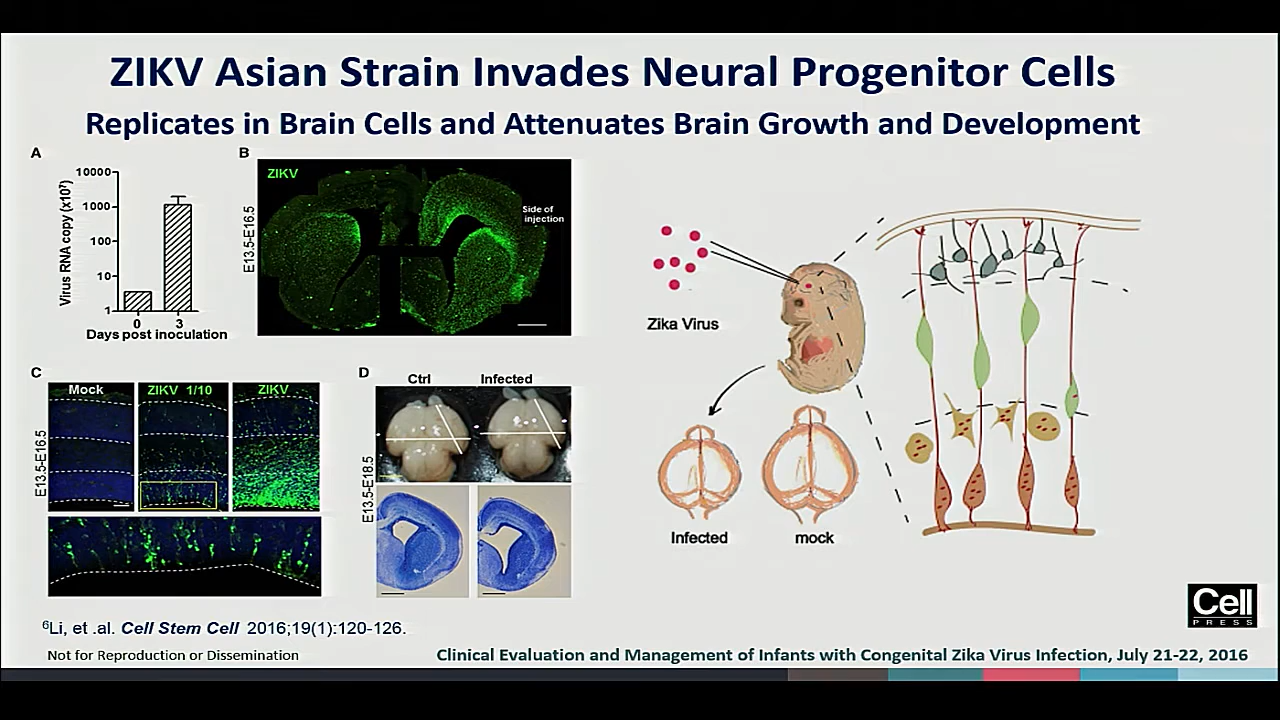 ZIKV Asian Strain Invades Neural Progenitor Cells
Replicates in Brain Cells and Attenuates Brain Growth and Development
A
Virus RNA copy (x10⁷)
10000
1000
100
10
1
0 3
Days post inoculation
B
E13.5-E16.5
ZIKV
Side of
injection
C
E13.5-E16.5
Mock
ZIKV 1/10
ZIKV
D
E13.5-E18.5
Ctrl
Infected
Zika Virus
Infected
mock
⁶Li, et .al. Cell Stem Cell 2016;19(1):120-126.
Cell
PRESS
Not for Reproduction or Dissemination
Clinical Evaluation and Management of Infants with Congenital Zika Virus Infection, July 21-22, 2016